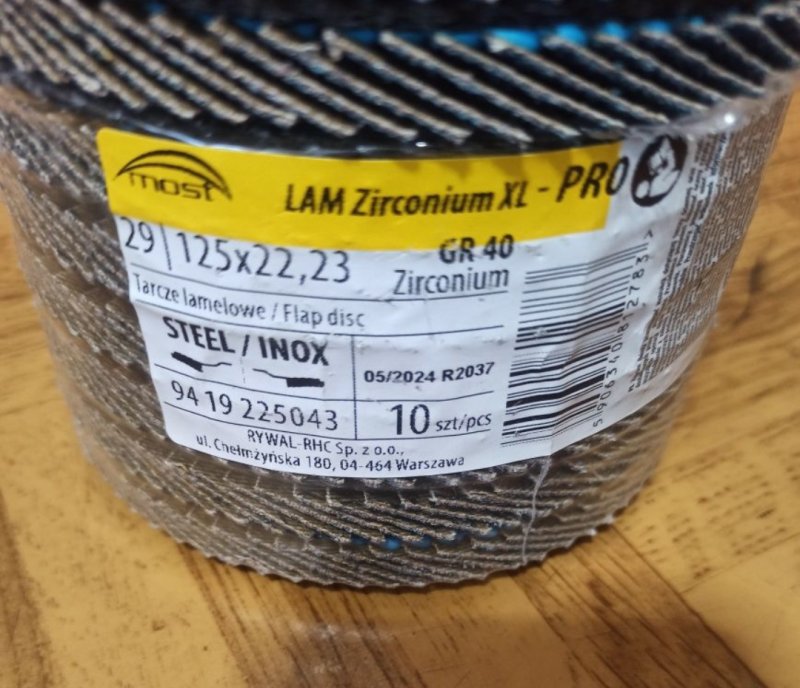 most
LAM Zirconium XL - PRO
29 | 125x22,23
GR 40
Zirconium
Tarcze lamelowe / Flap disc
STEEL / INOX
05/2024 R2037
94 19 225043
10 szt/pcs
RYWAL-RHC Sp. z o.o.,
ul. Chełmżyńska 180, 04-464 Warszawa